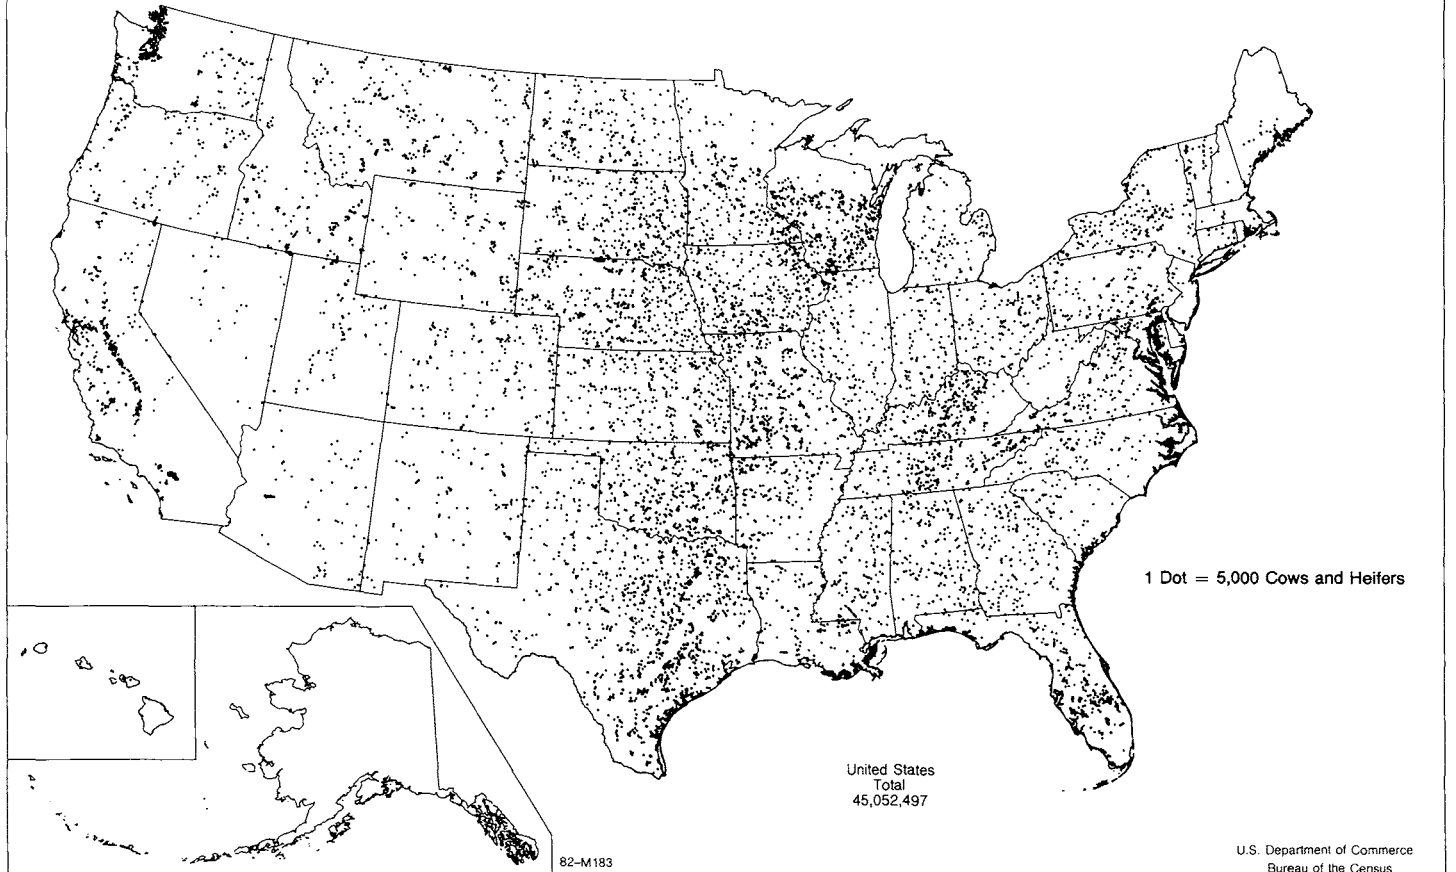 1 Dot = 5,000 Cows and Heifers
United States
Total
45,052,497
82-M183
U.S. Department of Commerce
Bureau of the Census